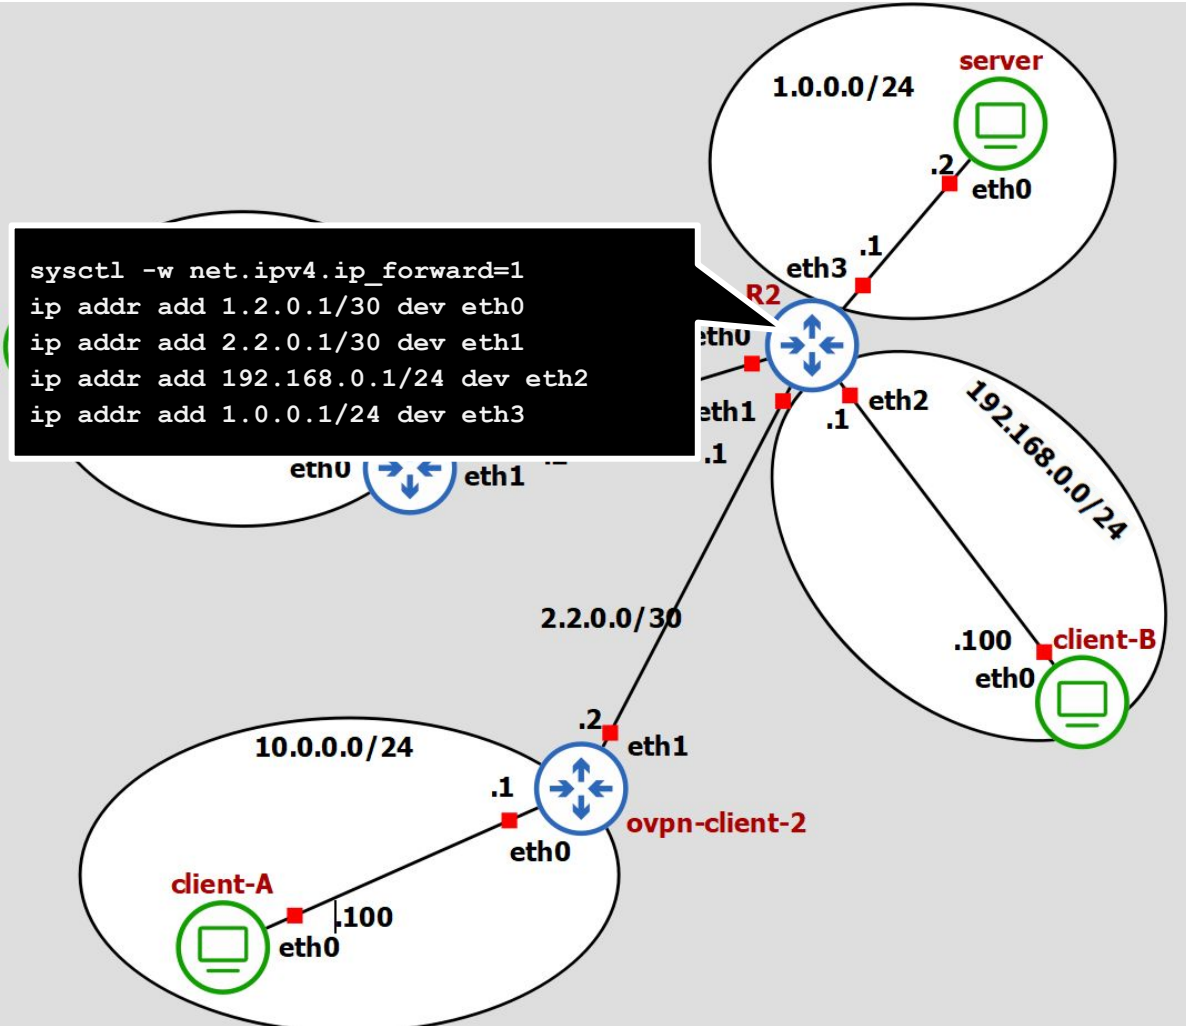 server
1.0.0.0/24
.2
eth0
.1
eth3
R2
sysctl -w net.ipv4.ip_forward=1
ip addr add 1.2.0.1/30 dev eth0
ip addr add 2.2.0.1/30 dev eth1
ip addr add 192.168.0.1/24 dev eth2
ip addr add 1.0.0.1/24 dev eth3
eth0
eth1
.1
eth2
.1
192.168.0.0/24
eth0
eth1
2.2.0.0/30
.100
client-B
eth0
.2
eth1
10.0.0.0/24
.1
ovpn-client-2
eth0
client-A
.100
eth0